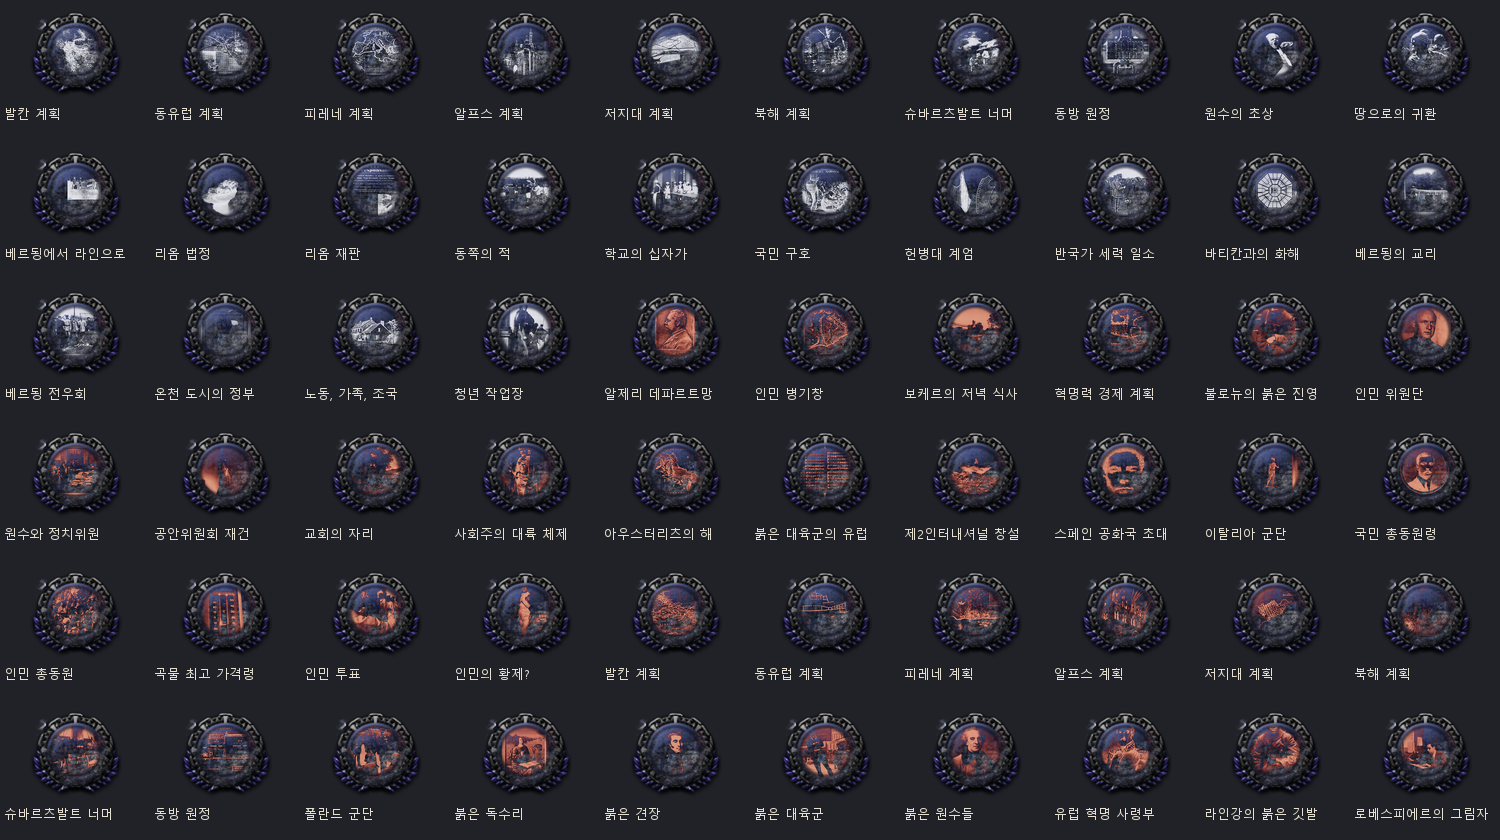 발칸 계획
동유럽 계획
피레네 계획
알프스 계획
저지대 계획
북해 계획
슈바르츠발트 너머
동방 원정
원수의 초상
땅으로의 귀환
베르됭에서 라인으로
리옴 법정
리옴 재판
동쪽의 적
학교의 십자가
국민 구호
헌병대 계엄
반국가 세력 일소
바티칸과의 화해
베르됭의 교리
베르됭 전우회
온천 도시의 정부
노동, 가족, 조국
청년 작업장
알제리 데파르트망
인민 병기창
보케르의 저녁 식사
혁명력 경제 계획
불로뉴의 붉은 진영
인민 위원단
원수와 정치위원
공안위원회 재건
교회의 자리
사회주의 대륙 체제
아우스터리츠의 해
붉은 대육군의 유럽
제2인터내셔널 창설
스페인 공화국 초대
이탈리아 군단
국민 총동원령
인민 총동원
곡물 최고 가격령
인민 투표
인민의 황제?
발칸 계획
동유럽 계획
피레네 계획
알프스 계획
저지대 계획
북해 계획
슈바르츠발트 너머
동방 원정
폴란드 군단
붉은 독수리
붉은 견장
붉은 대육군
붉은 원수들
유럽 혁명 사령부
라인강의 붉은 깃발
로베스피에르의 그림자